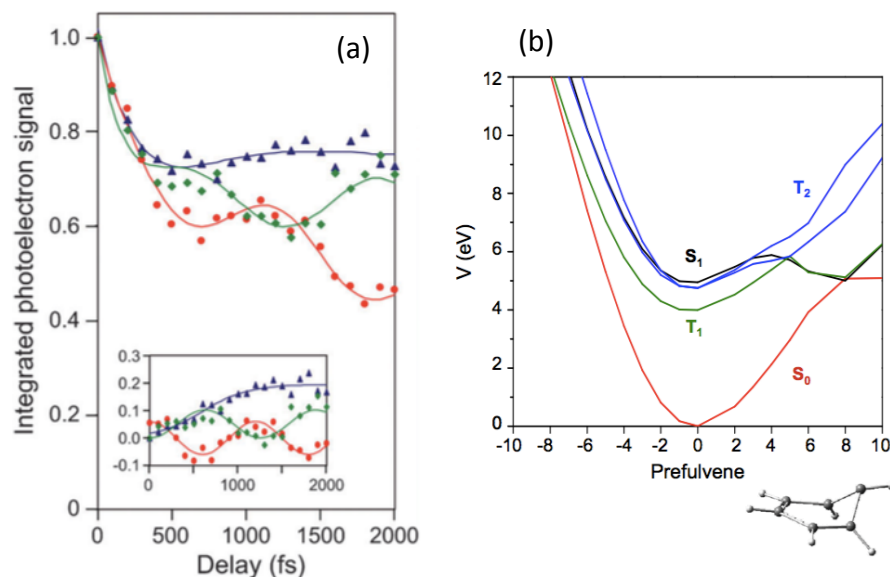 (a)
Integrated photoelectron signal
1.0
0.8
0.6
0.4
0.2
0
0.3
0.2
0.1
0.0
-0.1
0 1000 2000
0 500 1000 1500 2000
Delay (fs)
(b)
V (eV)
12
10
8
6
4
2
0
T2
S1
T1
S0
-10 -8 -6 -4 -2 0 2 4 6 8 10
Prefulvene